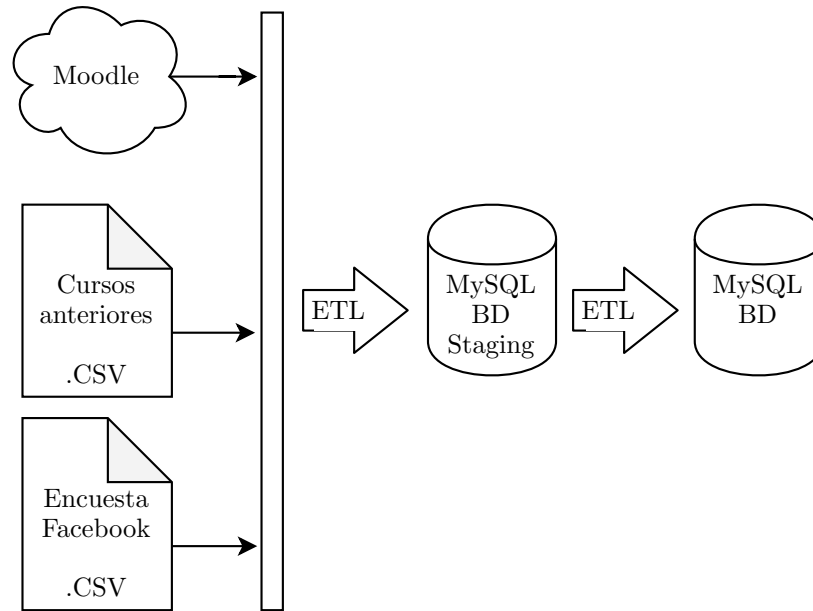 Moodle
Cursos
anteriores
.CSV
Encuesta
Facebook
.CSV
ETL
MySQL
BD
Staging
ETL
MySQL
BD